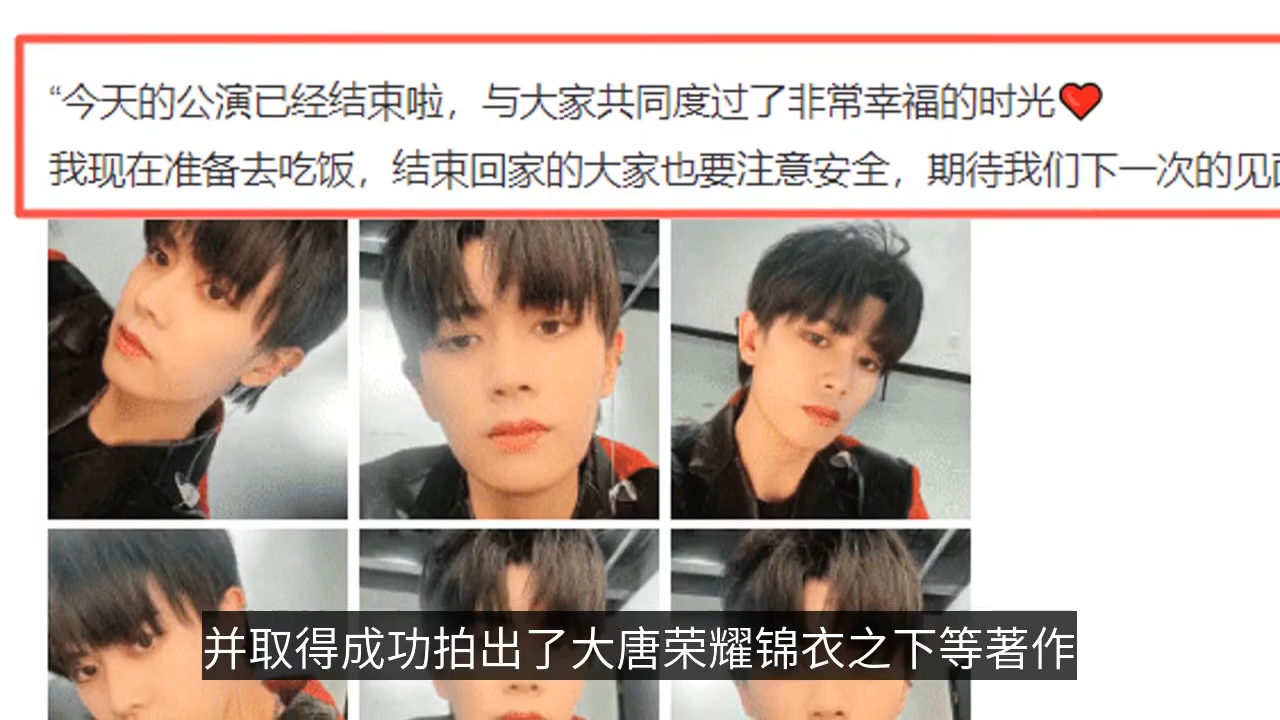 “今天的公演已经结束啦，与大家共同度过了非常幸福的时光❤️
我现在准备去吃饭，结束回家的大家也要注意安全，期待我们下一次的见
并取得成功拍出了大唐荣耀锦衣之下等著作